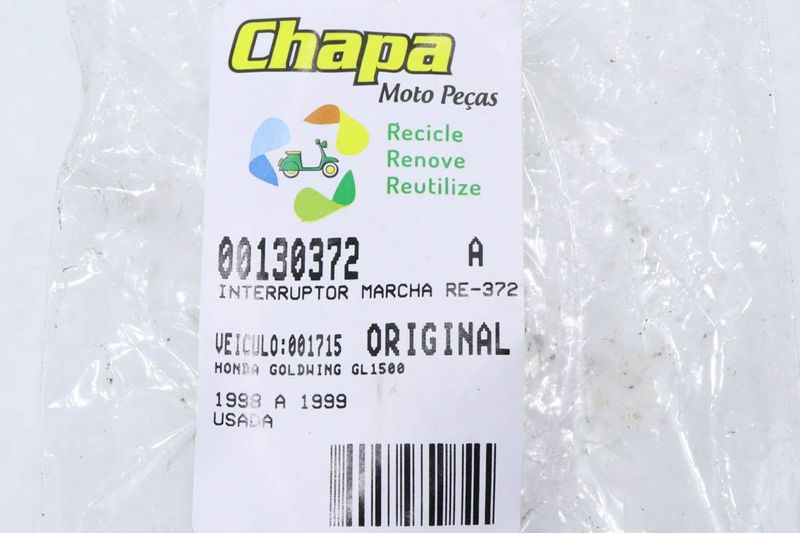 Chapa
Moto Peças
Recicle
Renove
Reutilize
00130372 A
INTERRUPTOR MARCHA RE-372
VEICULO:001715 ORIGINAL
HONDA GOLDWING GL1500
1998 A 1999
USADA